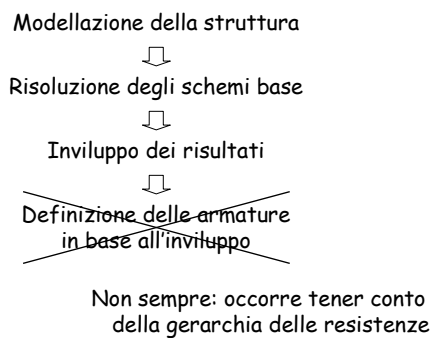 Modellazione della struttura
Risoluzione degli schemi base
Inviluppo dei risultati
Definizione delle armature
in base all'inviluppo
Non sempre: occorre tener conto
della gerarchia delle resistenze